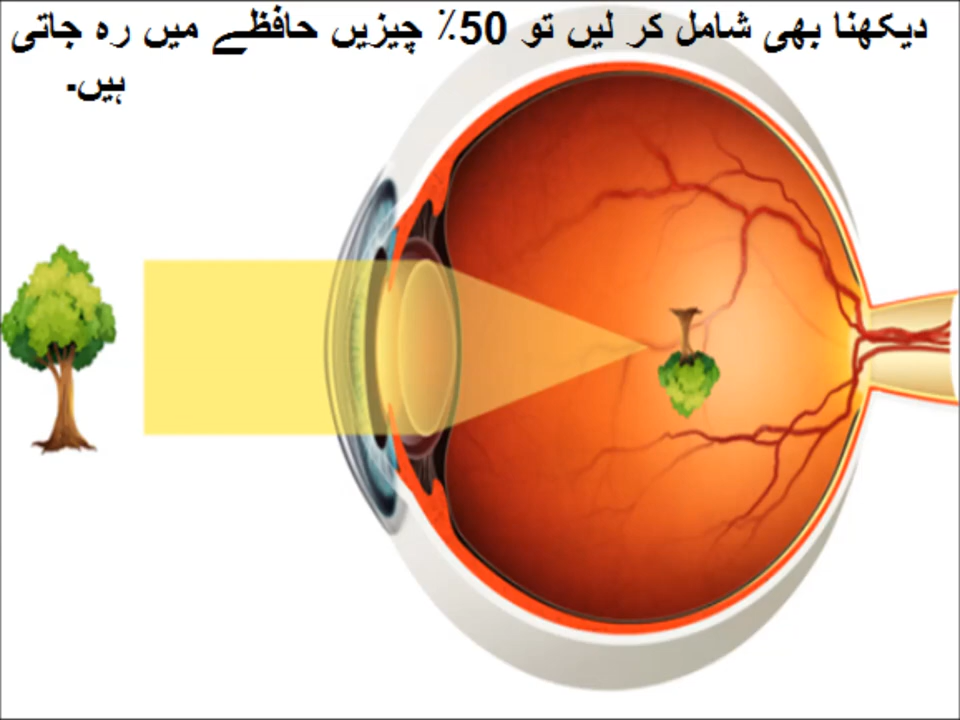 دیکھنا بھی شامل کر لیں تو 50٪ چیزیں حافظے میں رہ جاتی
ہیں۔